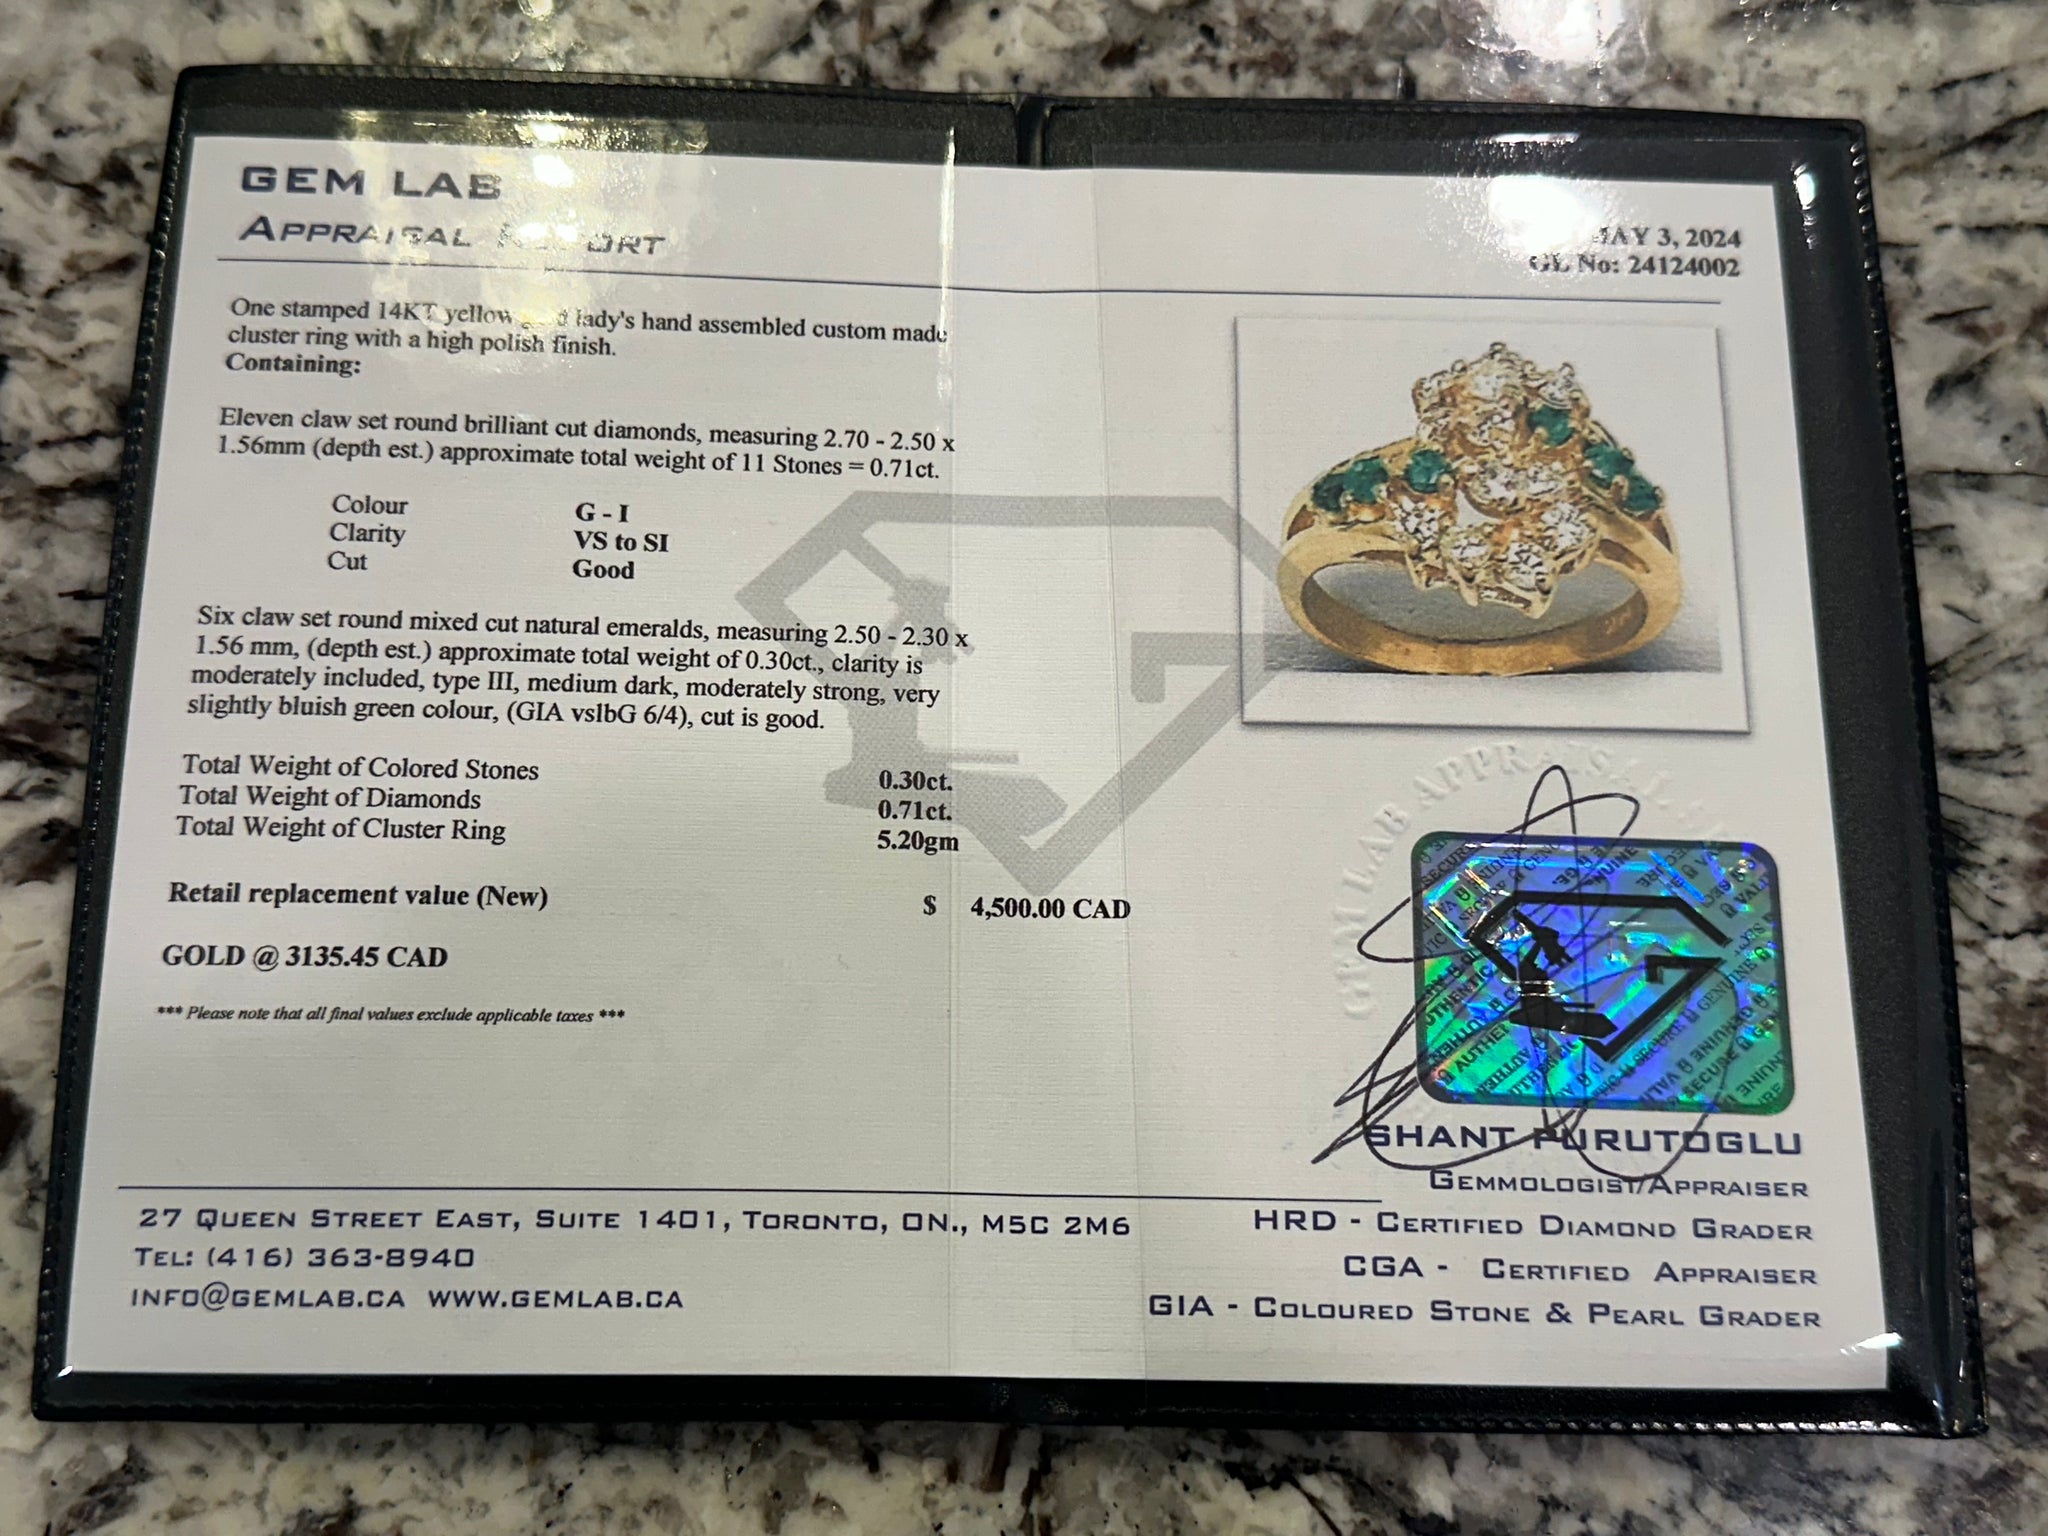 GEM LAB
APPRAISAL REPORT
MAY 3, 2024
GL No: 24124002
One stamped 14KT yellow gold lady's hand assembled custom made
cluster ring with a high polish finish.
Containing:
Eleven claw set round brilliant cut diamonds, measuring 2.70 - 2.50 x
1.56mm (depth est.) approximate total weight of 11 Stones = 0.71ct.
Colour G - I
Clarity VS to SI
Cut Good
Six claw set round mixed cut natural emeralds, measuring 2.50 - 2.30 x
1.56 mm, (depth est.) approximate total weight of 0.30ct., clarity is
moderately included, type III, medium dark, moderately strong, very
slightly bluish green colour, (GIA vslbG 6/4), cut is good.
Total Weight of Colored Stones 0.30ct.
Total Weight of Diamonds 0.71ct.
Total Weight of Cluster Ring 5.20gm
Retail replacement value (New) $ 4,500.00 CAD
GOLD @ 3135.45 CAD
*** Please note that all final values exclude applicable taxes ***
GEM LAB APPRAISAL
SHANT PURUTOGLU
GEMMOLOGIST/APPRAISER
HRD - CERTIFIED DIAMOND GRADER
CGA - CERTIFIED APPRAISER
GIA - COLOURED STONE & PEARL GRADER
27 QUEEN STREET EAST, SUITE 1401, TORONTO, ON., M5C 2M6
TEL: (416) 363-8940
INFO@GEMLAB.CA WWW.GEMLAB.CA